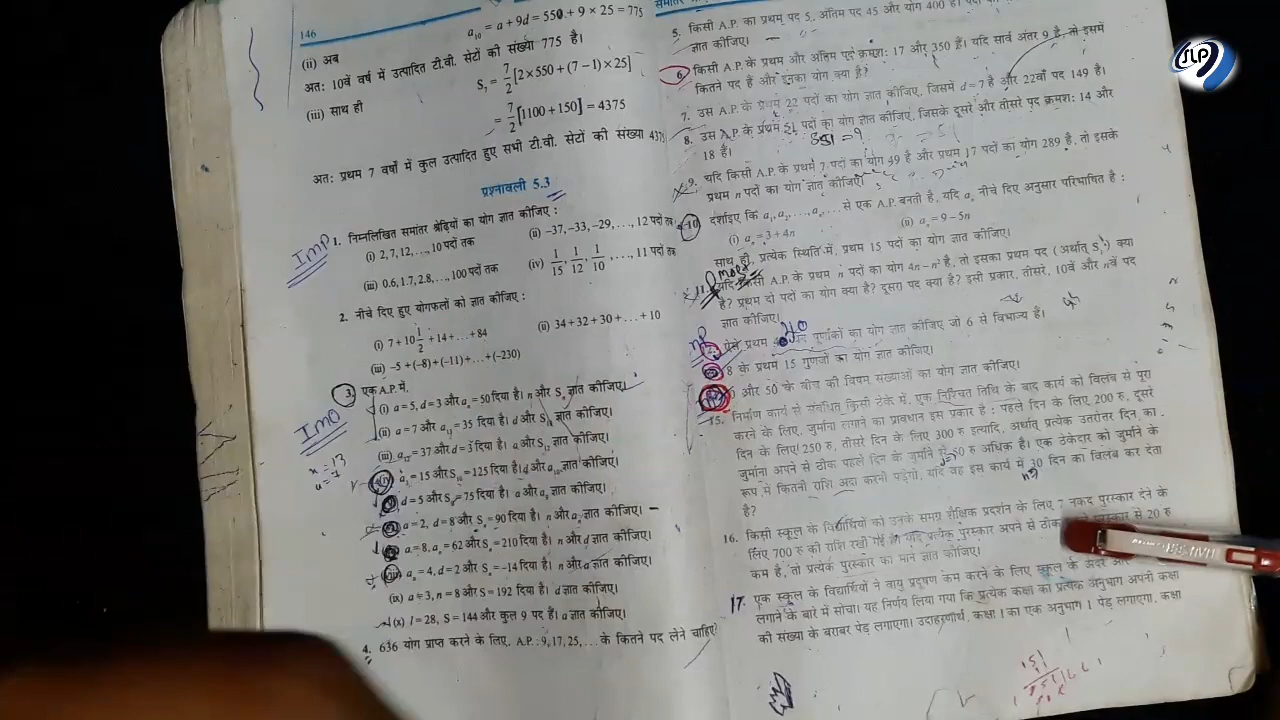 146
a₁₀ = a + 9d = 550 + 9 × 25 = 775
(ii) अब
अतः 10वें वर्ष में उत्पादित टी.वी. सेटों की संख्या 775 है।
(iii) साथ ही
S₇ = 7/2 [2 × 550 + (7 – 1) × 25]
= 7/2 [1100 + 150] = 4375
अतः प्रथम 7 वर्षों में कुल उत्पादित हुए सभी टी.वी. सेटों की संख्या 4375
प्रश्नावली 5.3
IMP
1. निम्नलिखित समांतर श्रेढ़ियों का योग ज्ञात कीजिए :
(i) 2, 7, 12, . . ., 10 पदों तक
(ii) –37, –33, –29, . . ., 12 पदों तक
(iii) 0.6, 1.7, 2.8, . . ., 100 पदों तक
(iv) 1/15, 1/12, 1/10, . . ., 11 पदों तक
2. नीचे दिए हुए योगफलों को ज्ञात कीजिए :
(i) 7 + 10 1/2 + 14 + . . . + 84
(ii) 34 + 32 + 30 + . . . + 10
(iii) –5 + (–8) + (–11) + . . . + (–230)
3. एक A.P. में,
(i) a = 5, d = 3 और aₙ = 50 दिया है। n और Sₙ ज्ञात कीजिए।
(ii) a = 7 और a₁₃ = 35 दिया है। d और S₁₃ ज्ञात कीजिए।
(iii) a₁₂ = 37 और d = 3 दिया है। a और S₁₂ ज्ञात कीजिए।
a₃ = 15 और S₁₀ = 125 दिया है। d और a₁₀ ज्ञात कीजिए।
d = 5 और S₉ = 75 दिया है। a और a₉ ज्ञात कीजिए।
a = 2, d = 8 और Sₙ = 90 दिया है। n और aₙ ज्ञात कीजिए।
a = 8, aₙ = 62 और Sₙ = 210 दिया है। n और d ज्ञात कीजिए।
aₙ = 4, d = 2 और Sₙ = –14 दिया है। n और a ज्ञात कीजिए।
(ix) a = 3, n = 8 और S = 192 दिया है। d ज्ञात कीजिए।
(x) l = 28, S = 144 और कुल 9 पद हैं। a ज्ञात कीजिए।
4. 636 योग प्राप्त करने के लिए, A.P. : 9, 17, 25, . . . के कितने पद लेने चाहिए?
5. किसी A.P. का प्रथम पद 5, अंतिम पद 45 और योग 400 है।
ज्ञात कीजिए।
6. किसी A.P. के प्रथम और अंतिम पद क्रमशः 17 और 350 हैं। यदि सार्व अंतर 9 है, तो इसमें
कितने पद हैं और इनका योग क्या है?
7. उस A.P. के प्रथम 22 पदों का योग ज्ञात कीजिए, जिसमें d = 7 है और 22वाँ पद 149 है।
8. उस A.P. के प्रथम 51 पदों का योग ज्ञात कीजिए, जिसके दूसरे और तीसरे पद क्रमशः 14 और
18 हैं।
9. यदि किसी A.P. के प्रथम 7 पदों का योग 49 है और प्रथम 17 पदों का योग 289 है, तो इसके
प्रथम n पदों का योग ज्ञात कीजिए।
10. दर्शाइए कि a₁, a₂, . . ., aₙ, . . . से एक A.P. बनती है, यदि aₙ नीचे दिए अनुसार परिभाषित है :
(i) aₙ = 3 + 4n
(ii) aₙ = 9 – 5n
साथ ही, प्रत्येक स्थिति में, प्रथम 15 पदों का योग ज्ञात कीजिए।
11. यदि किसी A.P. के प्रथम n पदों का योग 4n – n² है, तो इसका प्रथम पद (अर्थात् S₁) क्या
है? प्रथम दो पदों का योग क्या है? दूसरा पद क्या है? इसी प्रकार, तीसरे, 10वें और nवें पद
ज्ञात कीजिए।
ऐसे प्रथम 40 पूर्णांकों का योग ज्ञात कीजिए जो 6 से विभाज्य हैं।
8 के प्रथम 15 गुणजों का योग ज्ञात कीजिए।
और 50 के बीच की विषम संख्याओं का योग ज्ञात कीजिए।
15. निर्माण कार्य से संबंधित किसी ठेके में, एक निश्चित तिथि के बाद कार्य को विलंब से पूरा
करने के लिए, जुर्माना लगाने का प्रावधान इस प्रकार है : पहले दिन के लिए 200 रु, दूसरे
दिन के लिए 250 रु, तीसरे दिन के लिए 300 रु इत्यादि, अर्थात् प्रत्येक उतरोतर दिन का
जुर्माना अपने से ठीक पहले दिन के जुर्माने से 50 रु अधिक है। एक ठेकेदार को जुर्माने के
रूप में कितनी राशि अदा करनी पड़ेगी, यदि वह इस कार्य में 30 दिन का विलंब कर देता
है?
16. किसी स्कूल के विद्यार्थियों को उनके समग्र शैक्षिक प्रदर्शन के लिए 7 नकद पुरस्कार देने के
लिए 700 रु की राशि रखी गई है। यदि प्रत्येक पुरस्कार अपने से ठीक पुरस्कार से 20 रु
कम है, तो प्रत्येक पुरस्कार का मान ज्ञात कीजिए।
17. एक स्कूल के विद्यार्थियों ने वायु प्रदूषण कम करने के लिए स्कूल के अंदर और
लगाने के बारे में सोचा। यह निर्णय लिया गया कि प्रत्येक कक्षा का प्रत्येक अनुभाग अपनी कक्षा
की संख्या के बराबर पेड़ लगाएगा। उदाहरणार्थ, कक्षा I का एक अनुभाग 1 पेड़ लगाएगा, कक्षा
SLP